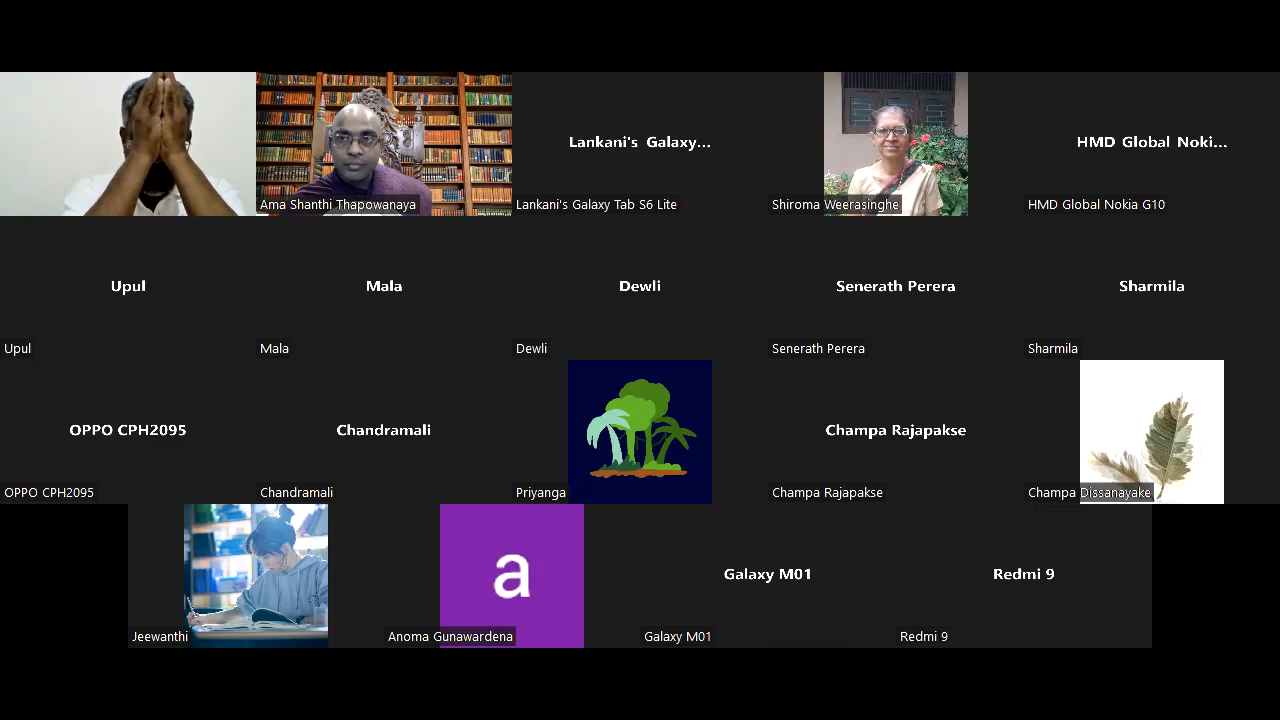 Ama Shanthi Thapowanaya
Lankani's Galaxy...
Lankani's Galaxy Tab S6 Lite
Shiroma Weerasinghe
HMD Global Noki...
HMD Global Nokia G10
Upul
Upul
Mala
Mala
Dewli
Dewli
Senerath Perera
Senerath Perera
Sharmila
Sharmila
OPPO CPH2095
OPPO CPH2095
Chandramali
Chandramali
Priyanga
Champa Rajapakse
Champa Rajapakse
Champa Dissanayake
Jeewanthi
a
Anoma Gunawardena
Galaxy M01
Galaxy M01
Redmi 9
Redmi 9